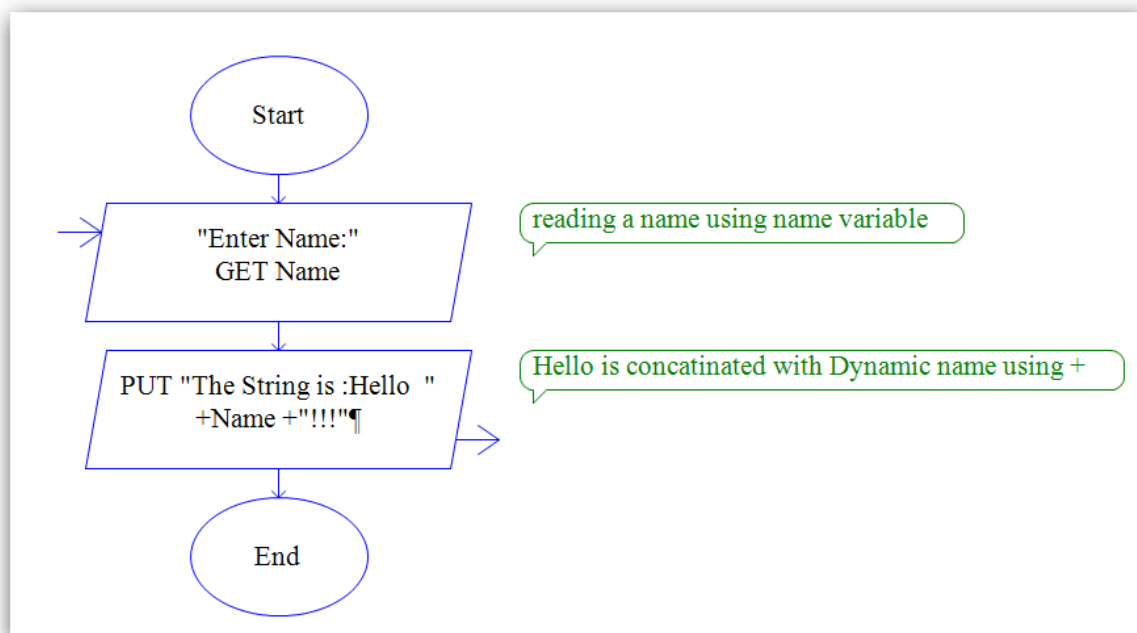 Start
"Enter Name:"
GET Name
reading a name using name variable
PUT "The String is :Hello  "
+Name +"!!!"¶
Hello is concatinated with Dynamic name using +
End